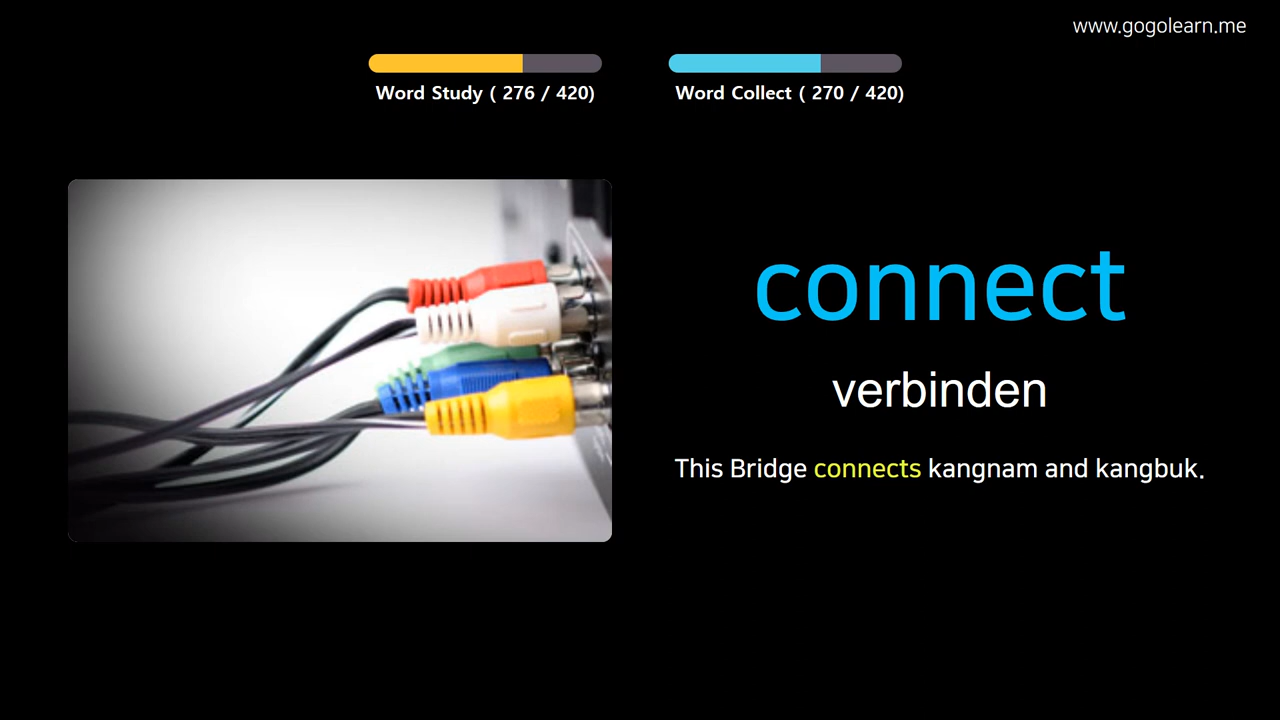 www.gogolearn.me
Word Study ( 276 / 420)
Word Collect ( 270 / 420)
connect
verbinden
This Bridge connects kangnam and kangbuk.